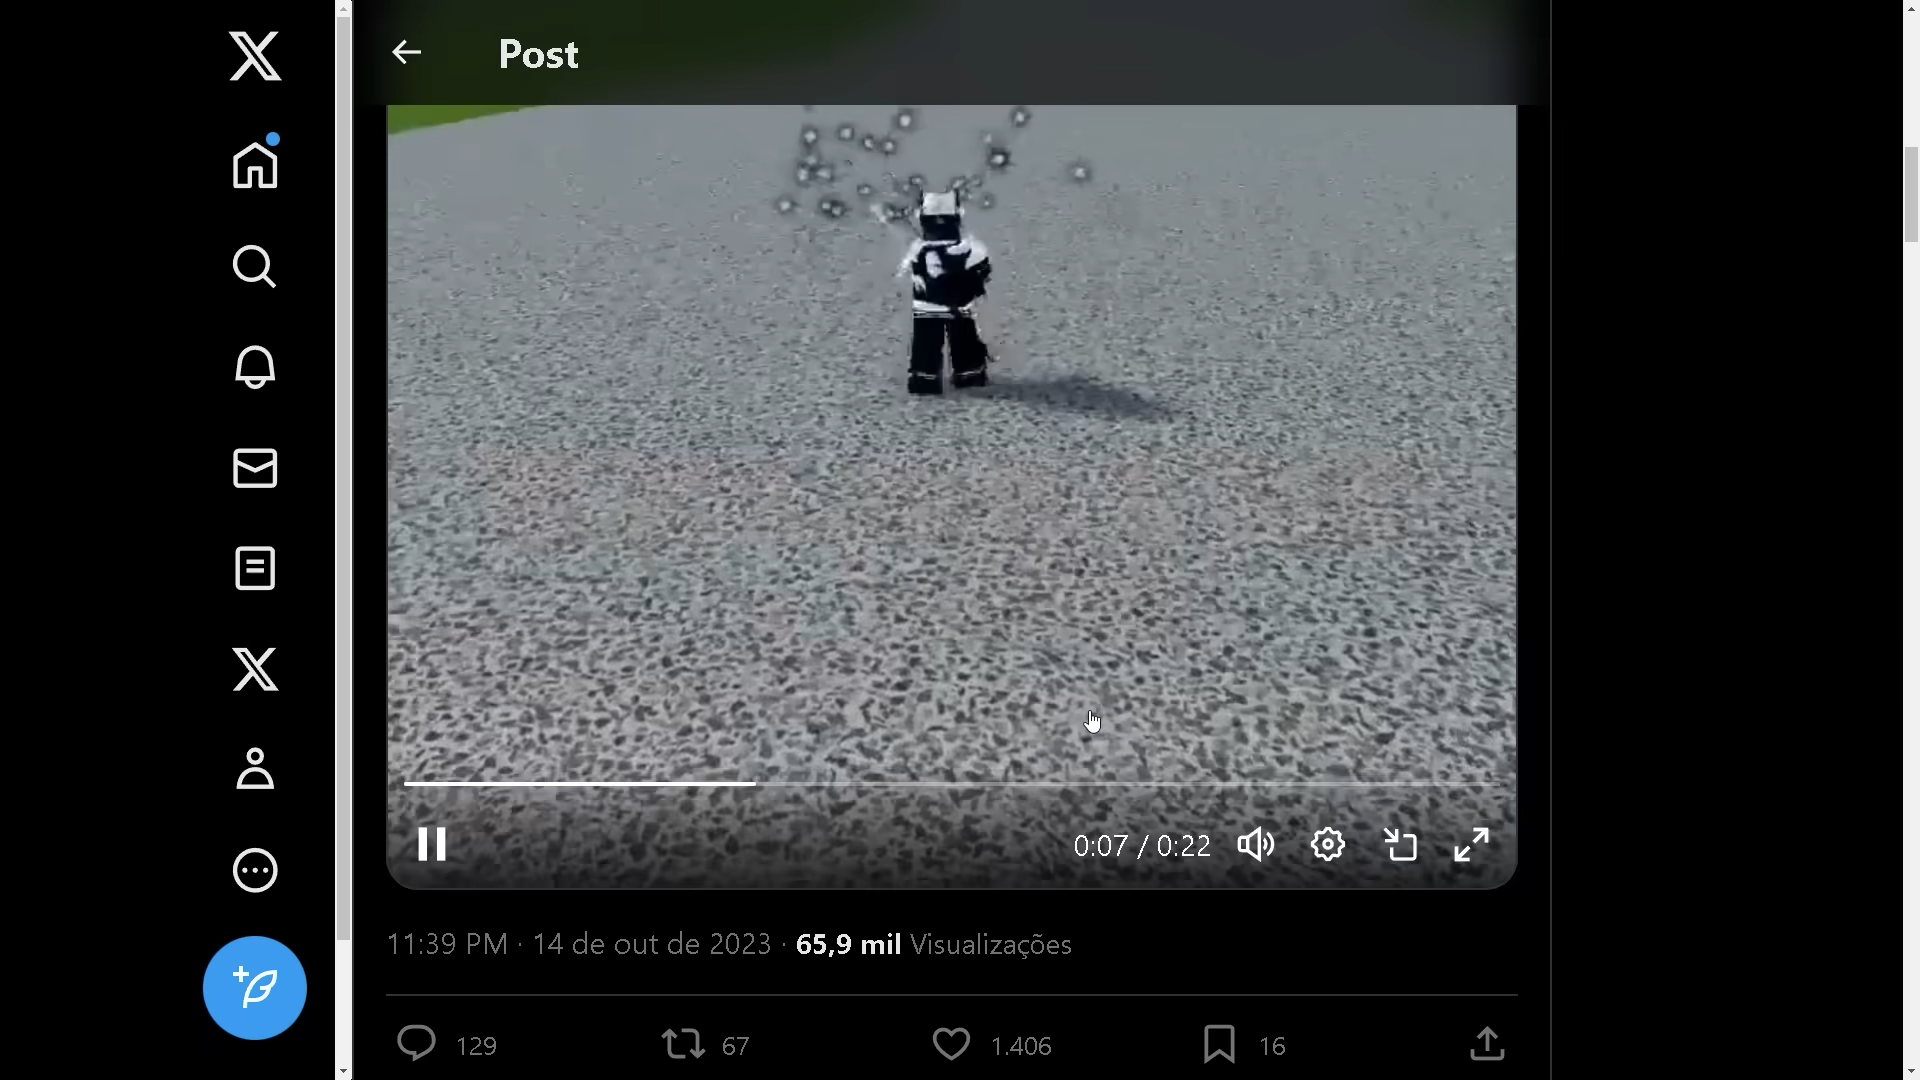 Post
0:07 / 0:22
11:39 PM · 14 de out de 2023 · 65,9 mil Visualizações
129 67 1.406 16